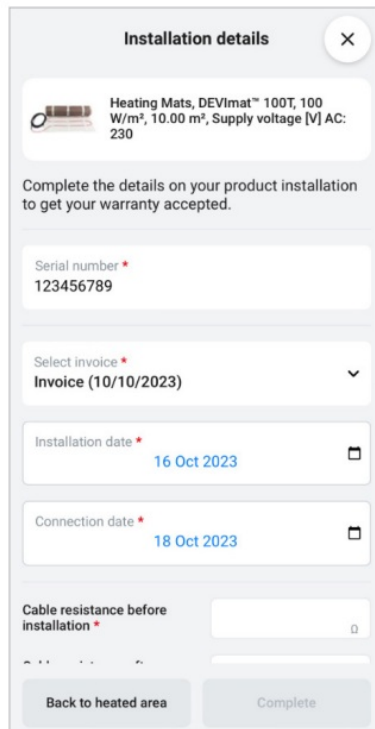 Installation details
Heating Mats, DEVImat™ 100T, 100
W/m², 10.00 m², Supply voltage [V] AC:
230
Complete the details on your product installation
to get your warranty accepted.
Serial number *
123456789
Select invoice *
Invoice (10/10/2023)
Installation date *
16 Oct 2023
Connection date *
18 Oct 2023
Cable resistance before
installation *
Ω
Back to heated area
Complete